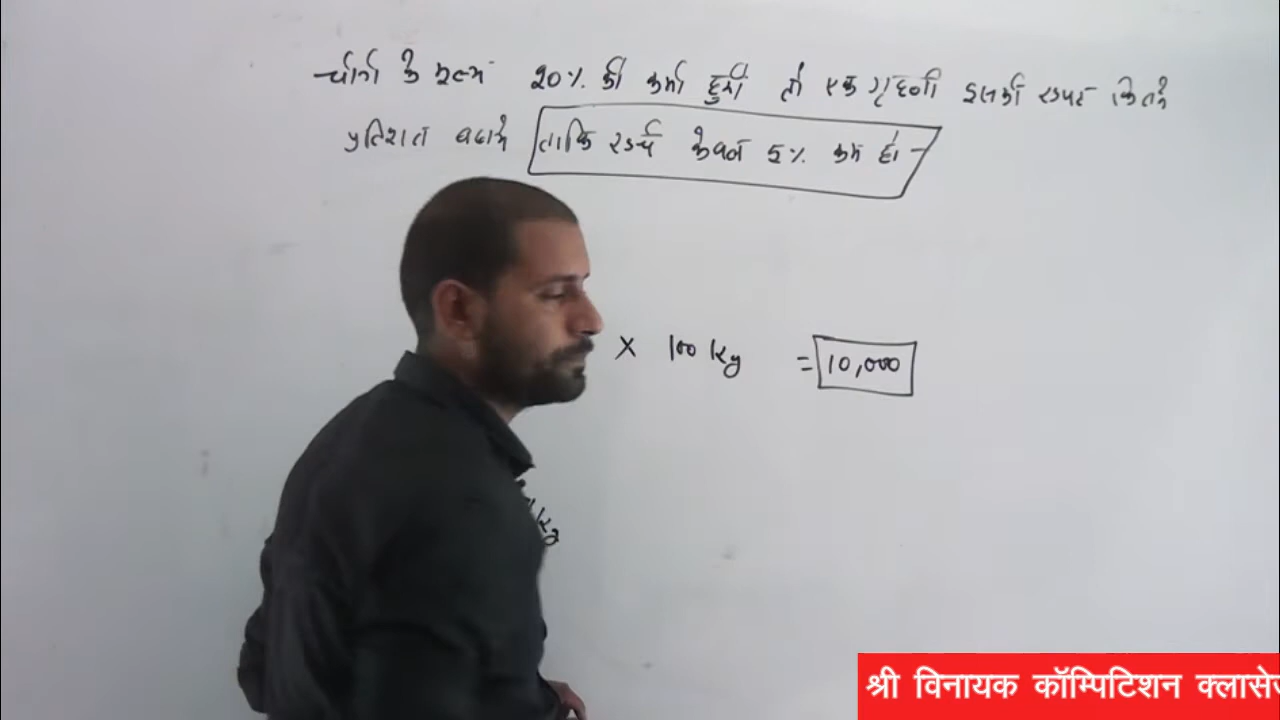 चीनी के मूल्य 20% की कमी हुयी तो एक गृहणी इसकी खपत कितने
प्रतिशत बढाये ताकि खर्च केवल 5% कम हो -
× 100 kg = 10,000
kg
श्री विनायक कॉम्पिटिशन क्लासेज